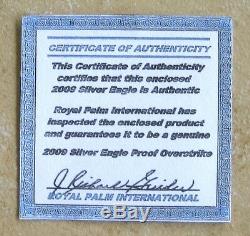 CERTIFICATE OF AUTHENTICITY
This Certificate of Authenticity
certifies that this enclosed
2009 Silver Eagle is Authentic
Royal Palm International has
inspected the enclosed product
and guarantees it to be a genuine
2009 Silver Eagle Proof Overstrike
ROYAL PALM INTERNATIONAL